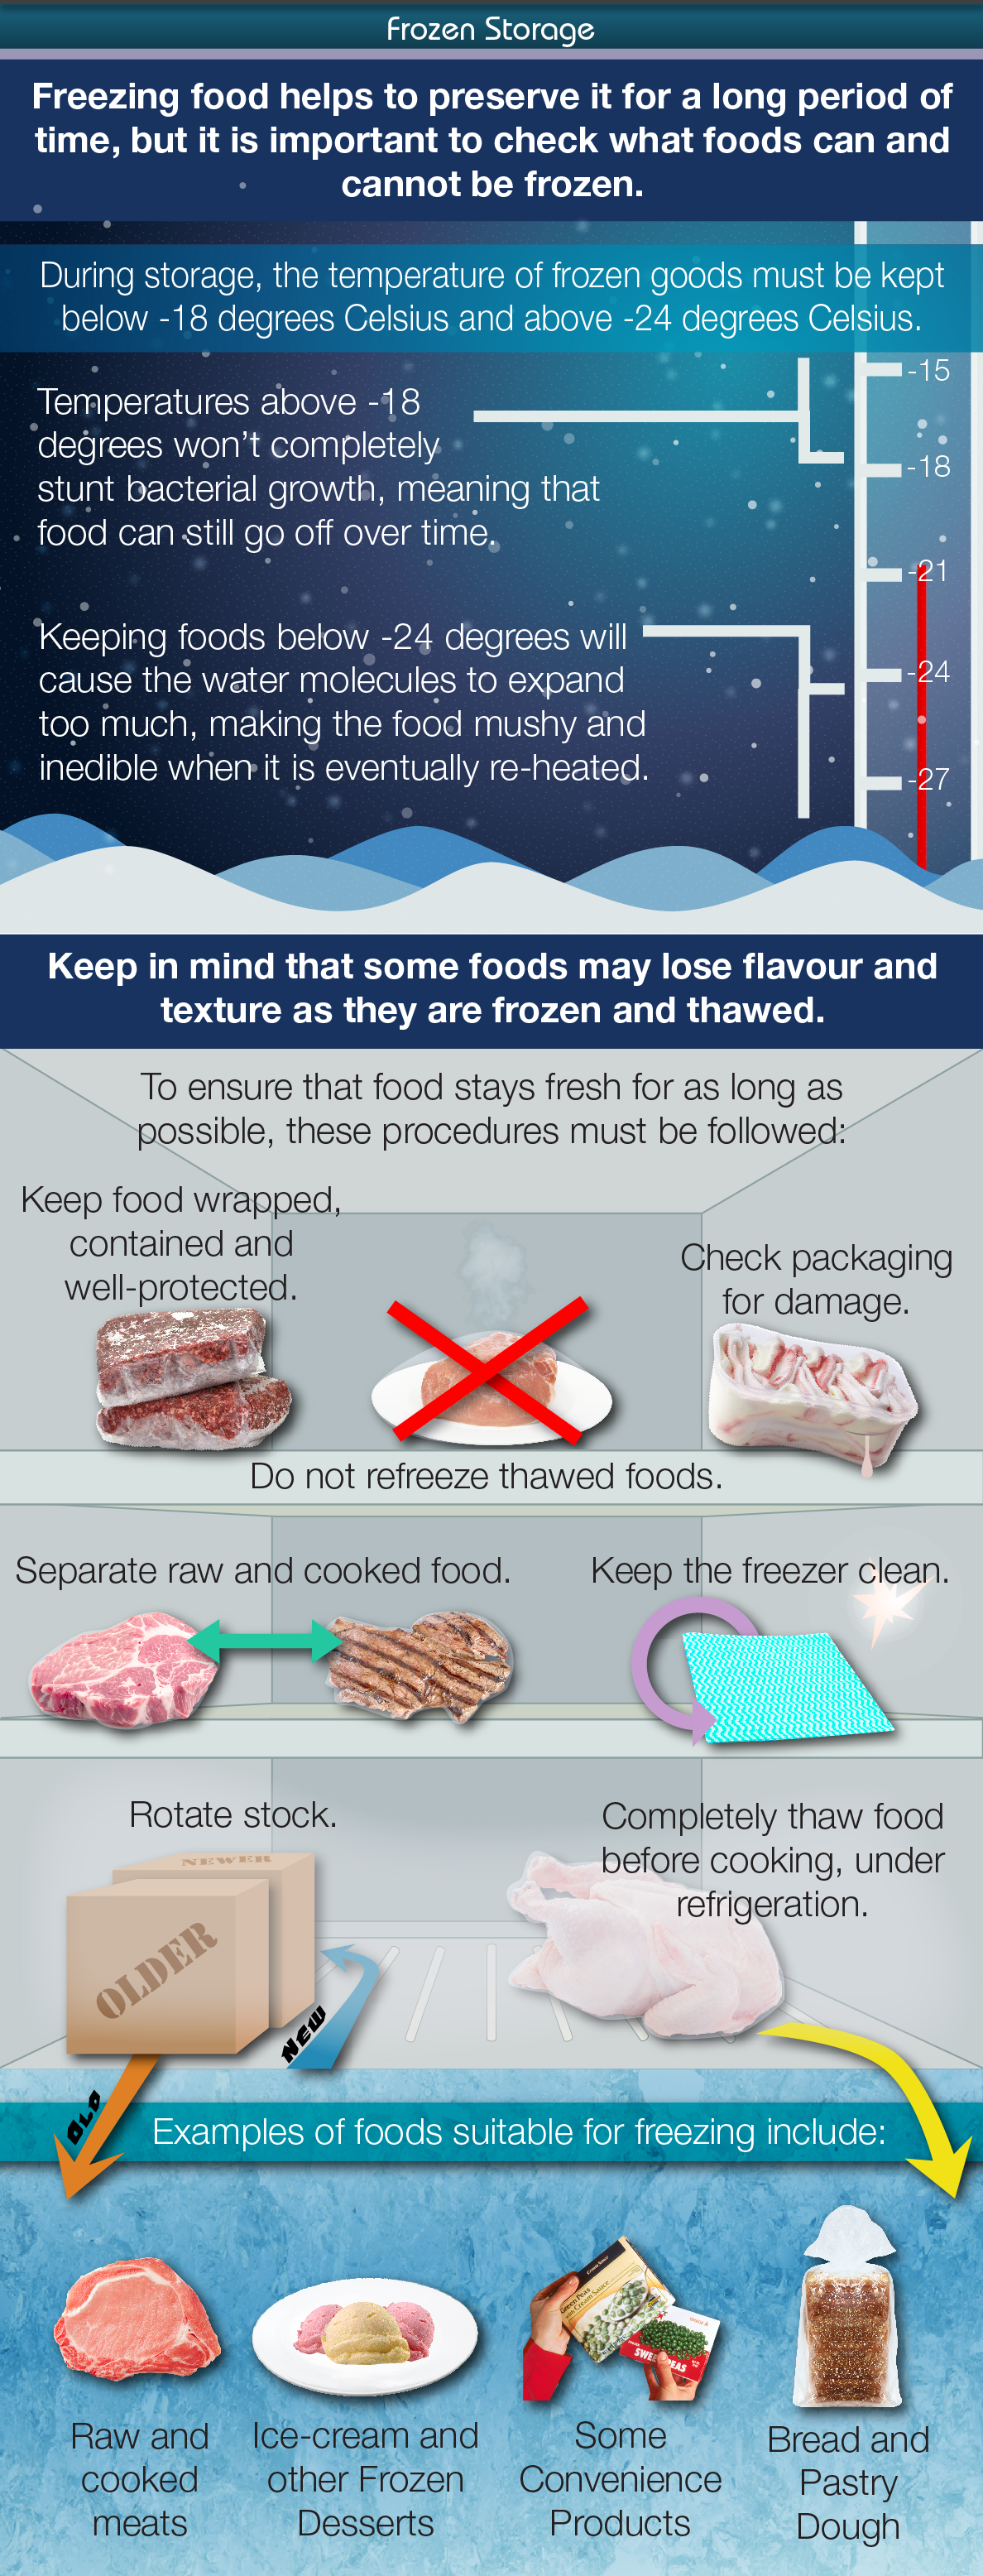 Frozen Storage
Freezing food helps to preserve it for a long period of
time, but it is important to check what foods can and
cannot be frozen.
During storage, the temperature of frozen goods must be kept
below -18 degrees Celsius and above -24 degrees Celsius.
-15
Temperatures above -18
degrees won't completely
stunt bacterial growth, meaning that
food can still go off over time.
-18
-21
Keeping foods below -24 degrees will
cause the water molecules to expand
too much, making the food mushy and
inedible when it is eventually re-heated.
-24
-27
Keep in mind that some foods may lose flavour and
texture as they are frozen and thawed.
To ensure that food stays fresh for as long as
possible, these procedures must be followed:
Keep food wrapped,
contained and
well-protected.
Check packaging
for damage.
Do not refreeze thawed foods.
Separate raw and cooked food.
Keep the freezer clean.
Rotate stock.
NEWER
OLDER
NEW
OLD
Completely thaw food
before cooking, under
refrigeration.
Examples of foods suitable for freezing include:
Green Peas
Cream Sauce
SWEET PEAS
Raw and
cooked
meats
Ice-cream and
other Frozen
Desserts
Some
Convenience
Products
Bread and
Pastry
Dough